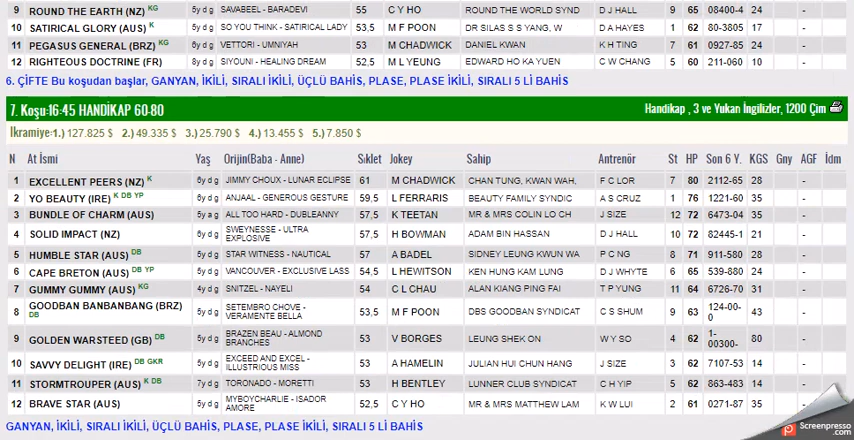 9 ROUND THE EARTH (NZ) KG 5y d g SAVABEEL - BARADEVI 55 C Y HO ROUND THE WORLD SYND D J HALL 9 65 08400-4 24 -
10 SATIRICAL GLORY (AUS) K 5y d g SO YOU THINK - SATIRICAL LADY 53,5 M F POON DR SILAS S S YANG, W D A HAYES 1 62 80-3805 17 -
11 PEGASUS GENERAL (BRZ) KG 6y d g VETTORI - UMNIYAH 53 M CHADWICK DANIEL KWAN K H TING 7 61 0927-85 24 -
12 RIGHTEOUS DOCTRINE (FR) 8y d g SIYOUNI - HEALING DREAM 52,5 M L YEUNG EDWARD HO KA YUEN C W CHANG 5 60 211-060 10 -
6. ÇİFTE Bu koşudan başlar, GANYAN, İKİLİ, SIRALI İKİLİ, ÜÇLÜ BAHİS, PLASE, PLASE İKİLİ, SIRALI 5 Lİ BAHİS
7. Koşu:16:45 HANDİKAP 60-80 Handikap , 3 ve Yukarı İngilizler, 1200 Çim
İkramiye:1.) 127.825 $ 2.) 49.335 $ 3.) 25.790 $ 4.) 13.455 $ 5.) 7.850 $
N At İsmi Yaş Orijin(Baba - Anne) Sıklet Jokey Sahip Antrenör St HP Son 6 Y. KGS Gny AGF İdm
1 EXCELLENT PEERS (NZ) K 6y d g JIMMY CHOUX - LUNAR ECLIPSE 61 M CHADWICK CHAN TUNG, KWAN WAH, F C LOR 7 80 2112-65 28 -
2 YO BEAUTY (IRE) K DB YP 6y d g ANJAAL - GENEROUS GESTURE 59,5 L FERRARIS BEAUTY FAMILY SYNDIC A S CRUZ 1 76 1221-60 35 -
3 BUNDLE OF CHARM (AUS) 5y a g ALL TOO HARD - DUBLEANNY 57,5 K TEETAN MR & MRS COLIN LO CH J SIZE 12 72 6473-04 35 -
4 SOLID IMPACT (NZ) 6y d g SWEYNESSE - ULTRA
EXPLOSIVE 57,5 H BOWMAN ADAM BIN HASSAN D J HALL 10 72 82445-1 21 -
5 HUMBLE STAR (AUS) DB 6y d g STAR WITNESS - NAUTICAL 57 A BADEL SIDNEY LEUNG KWUN WA P C NG 8 71 911-580 28 -
6 CAPE BRETON (AUS) DB YP 6y d g VANCOUVER - EXCLUSIVE LASS 54,5 L HEWITSON KEN HUNG KAM LUNG D J WHYTE 6 65 539-880 24 -
7 GUMMY GUMMY (AUS) KG 4y d g SNITZEL - NAYELI 54 C L CHAU ALAN KIANG PING FAI T P YUNG 11 64 6726-70 31 -
8 GOODBAN BANBANBANG (BRZ)
DB 5y d g SETEMBRO CHOVE -
VERAMENTE BELLA 53,5 M F POON DBS GOODBAN SYNDICAT C S SHUM 9 63 124-00-
0 43 -
9 GOLDEN WARSTEED (GB) DB 5y d g BRAZEN BEAU - ALMOND
BRANCHES 53 V BORGES LEUNG SHEK ON W Y SO 4 62 1-
00300- 80 -
10 SAVVY DELIGHT (IRE) DB GKR 5y d g EXCEED AND EXCEL -
ILLUSTRIOUS MISS 53 A HAMELIN JULIAN HUI CHUN HANG J SIZE 3 62 7107-53 14 -
11 STORMTROUPER (AUS) K DB 7y d g TORONADO - MORETTI 53 H BENTLEY LUNNER CLUB SYNDICAT C H YIP 5 62 863-483 14 -
12 BRAVE STAR (AUS) 5y d g MYBOYCHARLIE - ISADOR
AMORE 52,5 C Y HO MR & MRS MATTHEW LAM K W LUI 2 61 0271-87 35
GANYAN, İKİLİ, SIRALI İKİLİ, ÜÇLÜ BAHİS, PLASE, PLASE İKİLİ, SIRALI 5 Lİ BAHİS
Screenpresso
.com